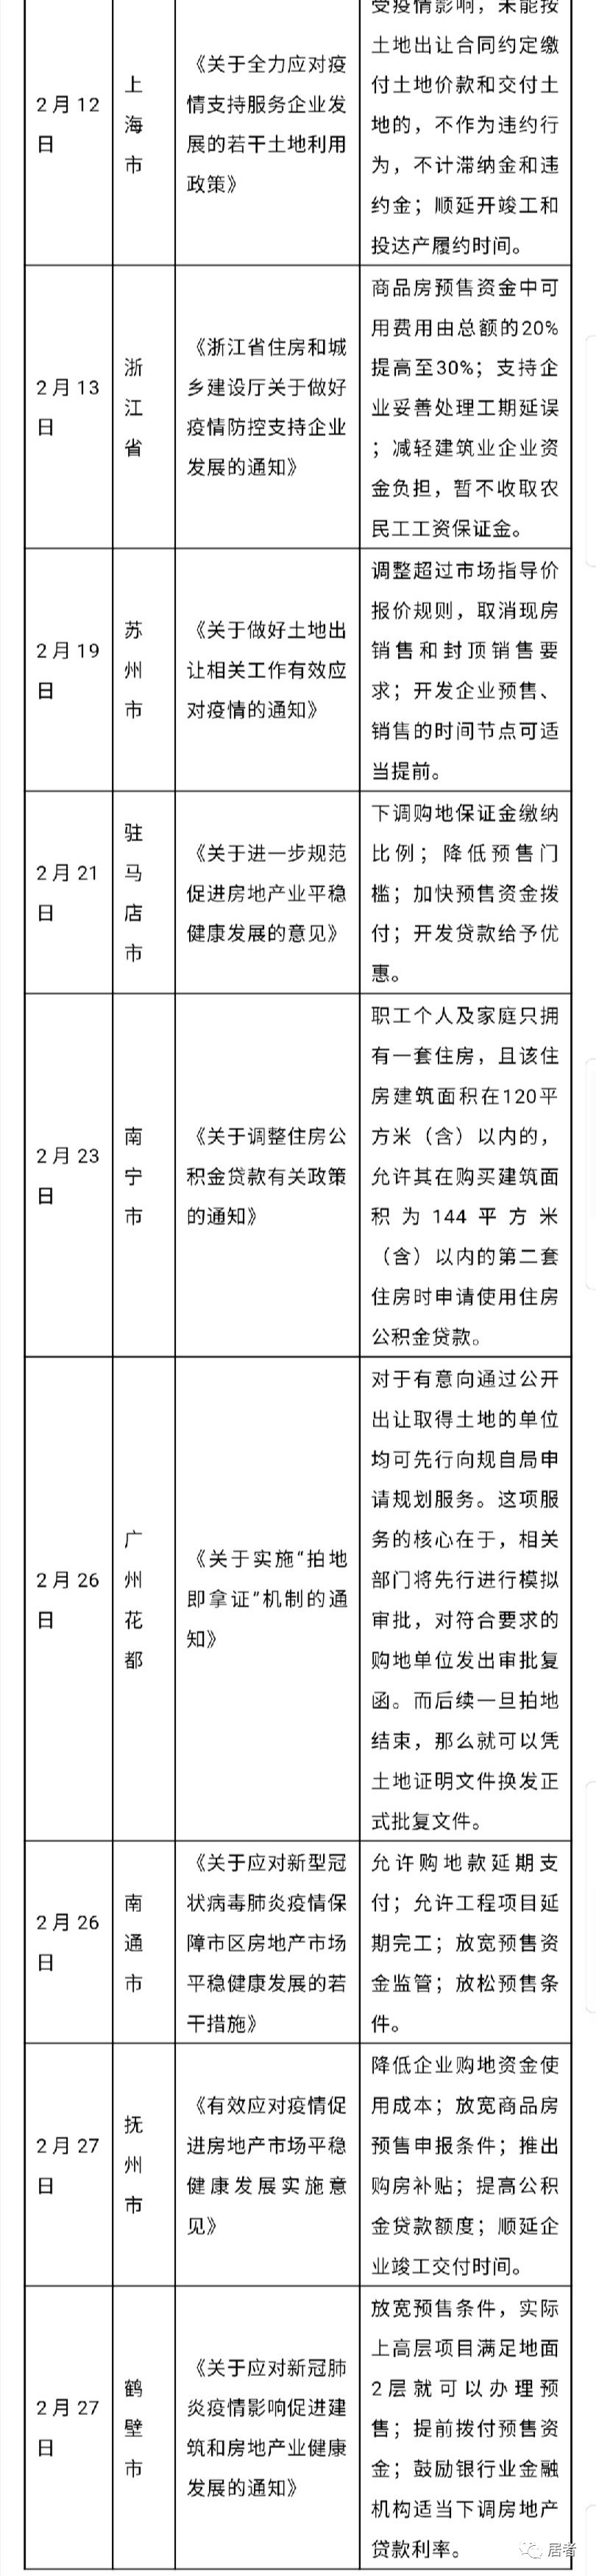 受疫情影响，未能按
土地出让合同约定缴
付土地价款和交付土
地的，不作为违约行
为，不计滞纳金和违
约金；顺延开竣工和
投达产履约时间。
2月12
日
上
海
市
《关于全力应对疫
情支持服务企业发
展的若干土地利用
政策》
2月13
日
浙
江
省
《浙江省住房和城
乡建设厅关于做好
疫情防控支持企业
发展的通知》
商品房预售资金中可
用费用由总额的20%
提高至30%；支持企
业妥善处理工期延误
；减轻建筑业企业资
金负担，暂不收取农
民工工资保证金。
2月19
日
苏
州
市
《关于做好土地出
让相关工作有效应
对疫情的通知》
调整超过市场指导价
报价规则，取消现房
销售和封顶销售要
求；开发企业预售、
销售的时间节点可适
当提前。
2月21
日
驻
马
店
市
《关于进一步规范
促进房地产业平稳
健康发展的意见》
下调购地保证金缴纳
比例；降低预售门
槛；加快预售资金拨
付；开发贷款给予优
惠。
2月23
日
南
宁
市
《关于调整住房公
积金贷款有关政策
的通知》
职工个人及家庭只拥
有一套住房，且该住
房建筑面积在120平
方米（含）以内的，
允许其在购买建筑面
积为144平方米
（含）以内的第二套
住房时申请使用住房
公积金贷款。
2月26
日
广
州
花
都
《关于实施“拍地
即拿证”机制的通
知》
对于有意向通过公开
出让取得土地的单位
均可先行向规自局申
请规划服务。这项服
务的核心在于，相关
部门将先行进行模拟
审批，对符合要求的
购地单位发出审批复
函。而后续一旦拍地
结束，那么就可以凭
土地证明文件换发正
式批复文件。
2月26
日
南
通
市
《关于应对新型冠
状病毒肺炎疫情保
障市区房地产市场
平稳健康发展的若
干措施》
允许购地款延期支
付；允许工程项目延
期完工；放宽预售资
金监管；放松预售条
件。
2月27
日
抚
州
市
《有效应对疫情促
进房地产市场平稳
健康发展实施意
见》
降低企业购地资金使
用成本；放宽商品房
预售申报条件；推出
购房补贴；提高公积
金贷款额度；顺延企
业竣工交付时间。
2月27
日
鹤
壁
市
《关于应对新冠肺
炎疫情影响促进建
筑和房地产业健康
发展的通知》
放宽预售条件，实际
上高层项目满足地面
2层就可以办理预
售；提前拨付预售资
金；鼓励银行业金融
机构适当下调房地产
贷款利率。
居者